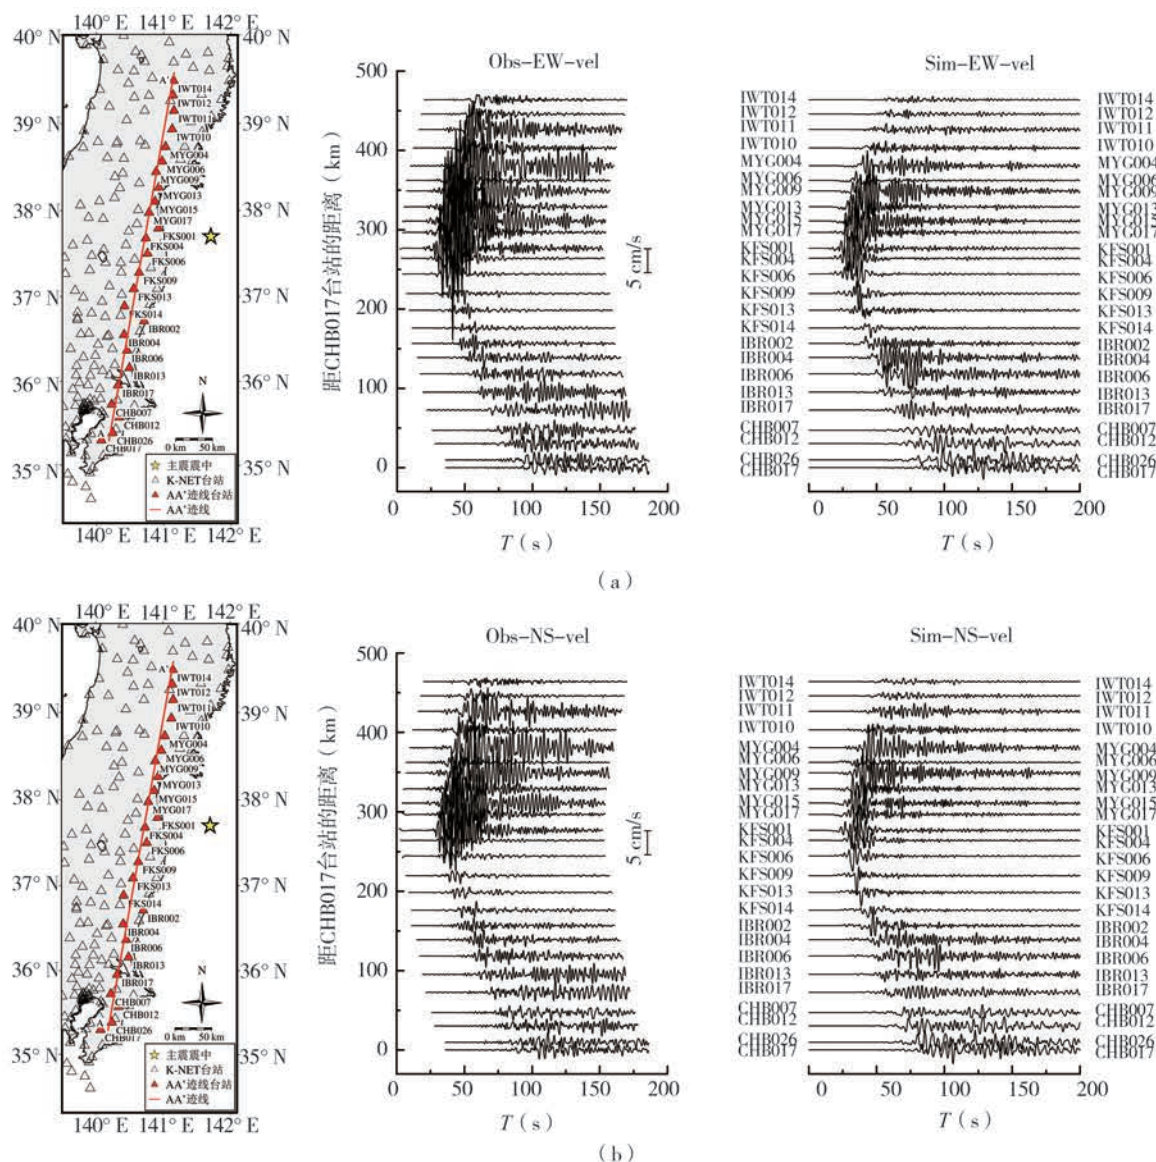 140° E 141° E 142° E
40° N
39° N
38° N
37° N
36° N
35° N
40° N
39° N
38° N
37° N
36° N
35° N
A'
IWT014
IWT012
IWT011
IWT010
MYG004
MYG006
MYG009
MYG013
MYG015
MYG017
FKS001
FKS004
FKS006
FKS009
FKS013
FKS014
IBR002
IBR004
IBR006
IBR013
IBR017
CHB007
CHB012
CHB026
CHB017
A
N
0 km 50 km
主震震中
K-NET台站
AA'迹线台站
AA'迹线
140° E 141° E 142° E
Obs-EW-vel
距CHB017台站的距离（km）
500
400
300
200
100
0
5 cm/s
0 50 100 150 200
T（s）
Sim-EW-vel
IWT014 IWT014
IWT012 IWT012
IWT011 IWT011
IWT010 IWT010
MYG004 MYG004
MYG006 MYG006
MYG009 MYG009
MYG013 MYG013
MYG015 MYG015
MYG017 MYG017
KFS001 KFS001
KFS004 KFS004
KFS006 KFS006
KFS009 KFS009
KFS013 KFS013
KFS014 KFS014
IBR002 IBR002
IBR004 IBR004
IBR006 IBR006
IBR013 IBR013
IBR017 IBR017
CHB007 CHB007
CHB012 CHB012
CHB026 CHB026
CHB017 CHB017
0 50 100 150 200
T（s）
（a）
140° E 141° E 142° E
40° N
39° N
38° N
37° N
36° N
35° N
40° N
39° N
38° N
37° N
36° N
35° N
A'
IWT014
IWT012
IWT011
IWT010
MYG004
MYG006
MYG009
MYG013
MYG015
MYG017
FKS001
FKS004
FKS006
FKS009
FKS013
FKS014
IBR002
IBR004
IBR006
IBR013
IBR017
CHB007
CHB012
CHB026
CHB017
A
N
0 km 50 km
主震震中
K-NET台站
AA'迹线台站
AA'迹线
140° E 141° E 142° E
Obs-NS-vel
距CHB017台站的距离（km）
500
400
300
200
100
0
5 cm/s
0 50 100 150 200
T（s）
Sim-NS-vel
IWT014 IWT014
IWT012 IWT012
IWT011 IWT011
IWT010 IWT010
MYG004 MYG004
MYG006 MYG006
MYG009 MYG009
MYG013 MYG013
MYG015 MYG015
MYG017 MYG017
KFS001 KFS001
KFS004 KFS004
KFS006 KFS006
KFS009 KFS009
KFS013 KFS013
KFS014 KFS014
IBR002 IBR002
IBR004 IBR004
IBR006 IBR006
IBR013 IBR013
IBR017 IBR017
CHB007 CHB007
CHB012 CHB012
CHB026 CHB026
CHB017 CHB017
0 50 100 150 200
T（s）
（b）